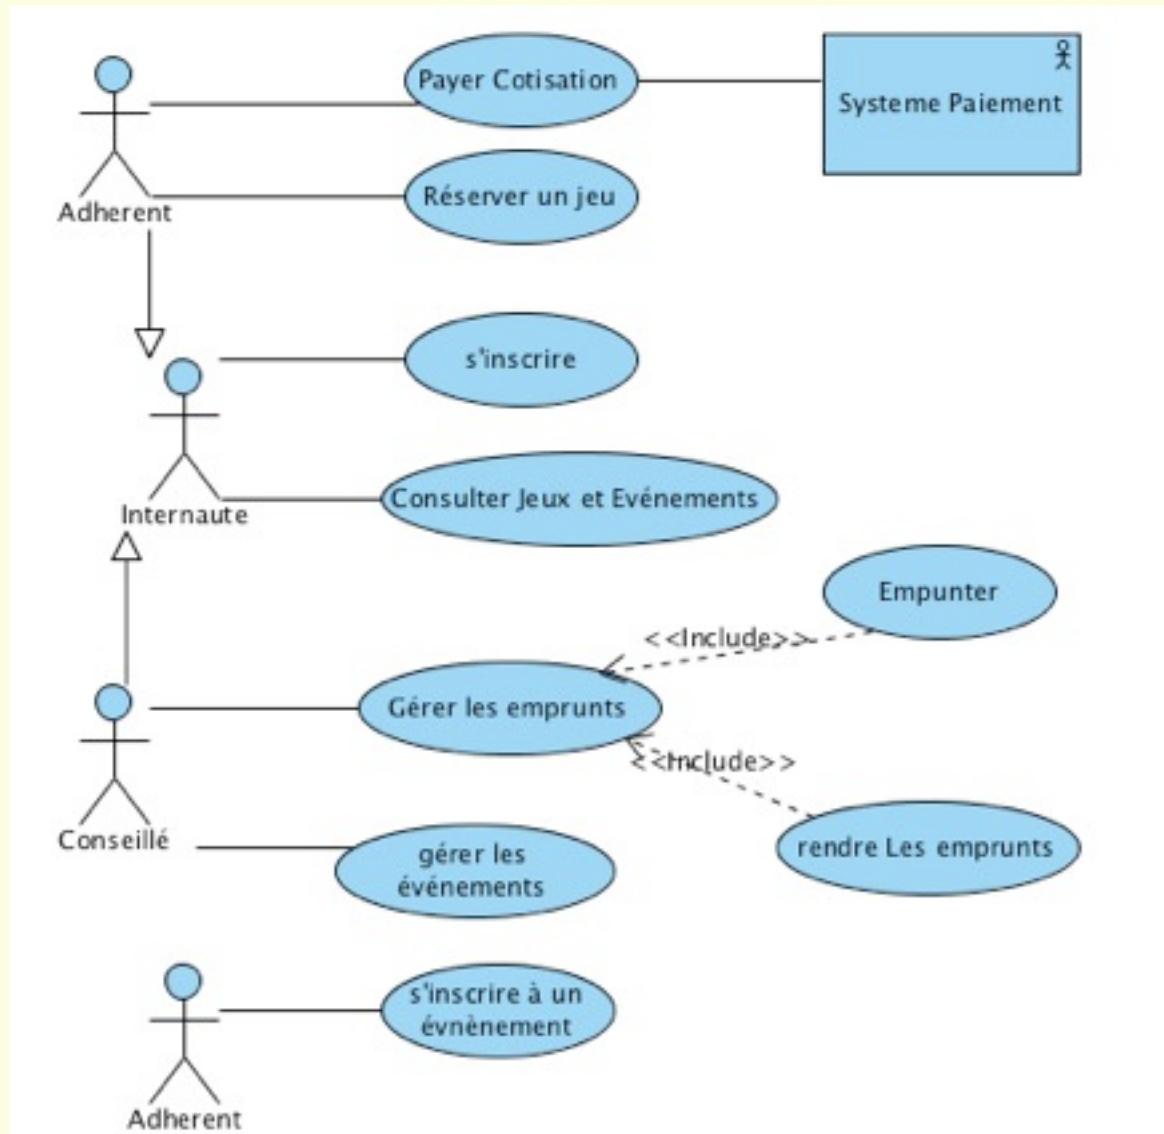 Payer Cotisation
Systeme Paiement
Réserver un jeu
Adherent
s'inscrire
Consulter Jeux et Evénements
Internaute
Empunter
<<Include>>
Gérer les emprunts
<<Include>>
Conseillé
rendre Les emprunts
gérer les
événements
s'inscrire à un
évnènement
Adherent